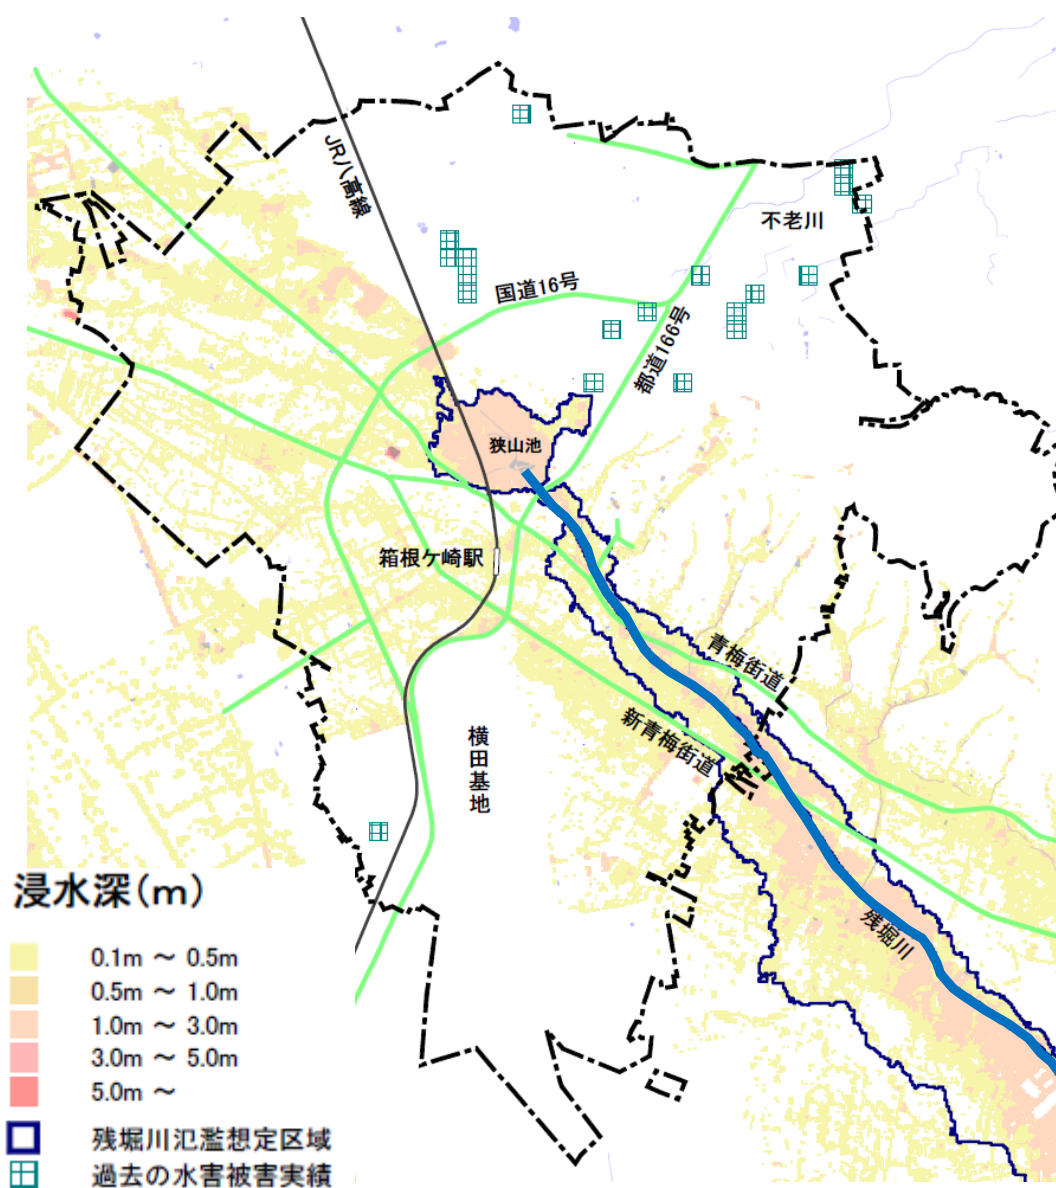 JR八高線
不老川
国道16号
都道166号
狭山池
箱根ケ崎駅
青梅街道
新青梅街道
横田基地
残堀川
浸水深(m)
0.1m ～ 0.5m
0.5m ～ 1.0m
1.0m ～ 3.0m
3.0m ～ 5.0m
5.0m ～
残堀川氾濫想定区域
過去の水害被害実績